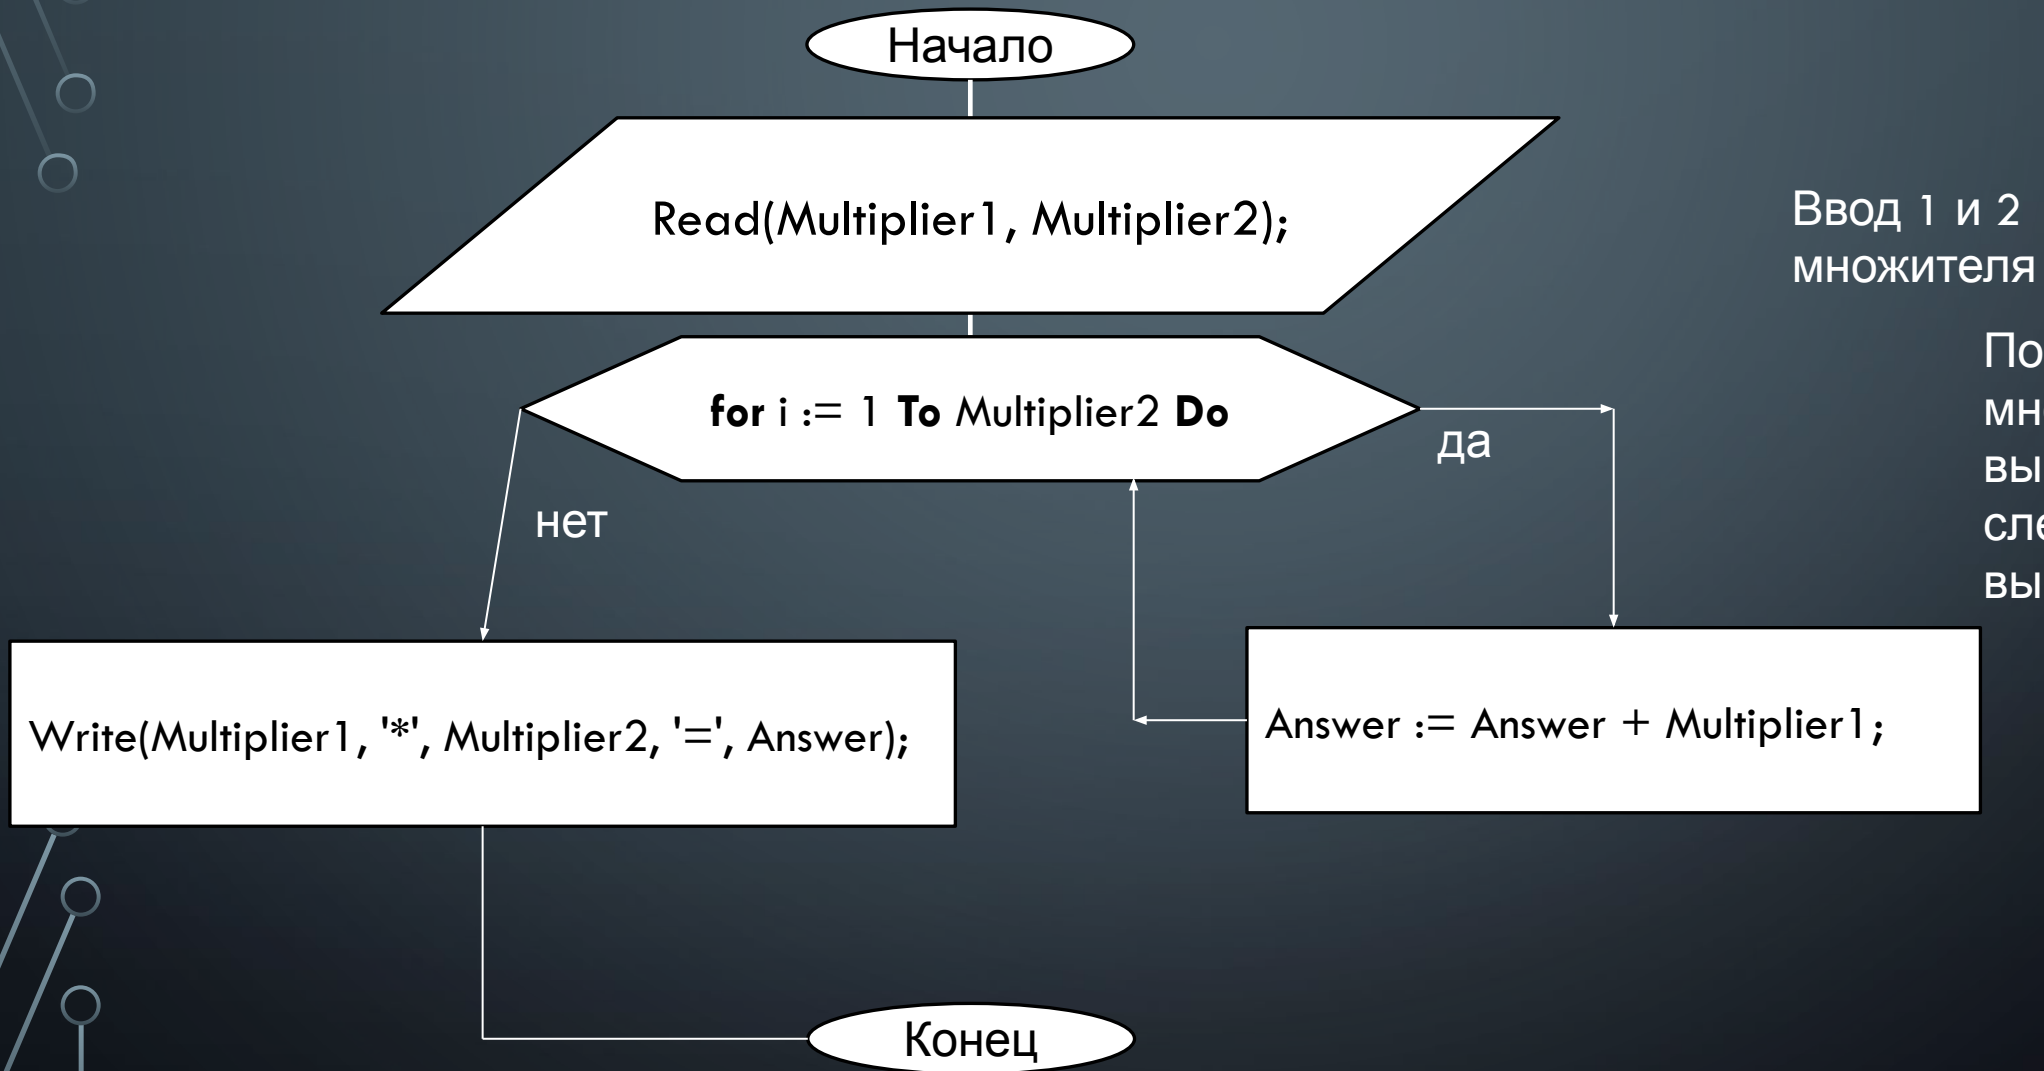 Начало
Read(Multiplier1, Multiplier2);
Ввод 1 и 2
множителя
for i := 1 To Multiplier2 Do
да
нет
Write(Multiplier1, '*', Multiplier2, '=', Answer);
Answer := Answer + Multiplier1;
Конец